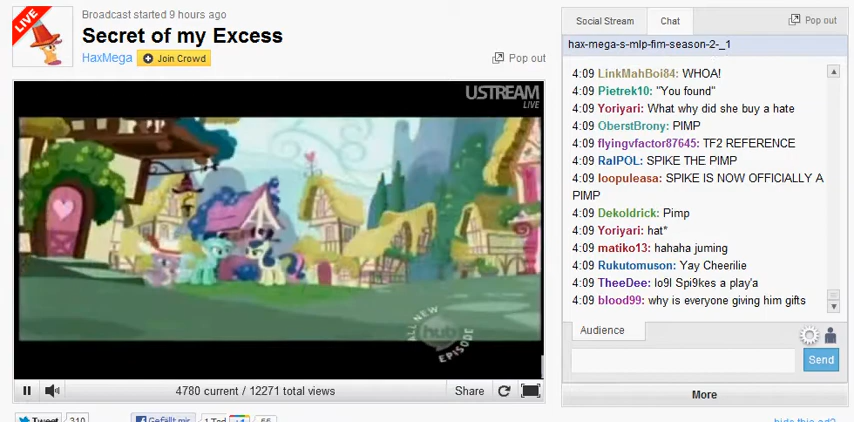 LIVE
Broadcast started 9 hours ago
Secret of my Excess
HaxMega Join Crowd
Pop out
USTREAM
LIVE
ALL NEW
hub
EPISODE
4780 current / 12271 total views
Share
Tweet 310
Gefällt mir
+1
Social Stream
Chat
Pop out
hax-mega-s-mlp-fim-season-2-_1
4:09 LinkMahBoi84: WHOA!
4:09 Pietrek10: "You found"
4:09 Yoriyari: What why did she buy a hate
4:09 OberstBrony: PIMP
4:09 flyingvfactor87645: TF2 REFERENCE
4:09 RalPOL: SPIKE THE PIMP
4:09 loopuleasa: SPIKE IS NOW OFFICIALLY A
PIMP
4:09 Dekoldrick: Pimp
4:09 Yoriyari: hat*
4:09 matiko13: hahaha juming
4:09 Rukutomuson: Yay Cheerilie
4:09 TheeDee: lo9l Spi9kes a play'a
4:09 blood99: why is everyone giving him gifts
Audience
Send
More
hide this ad?